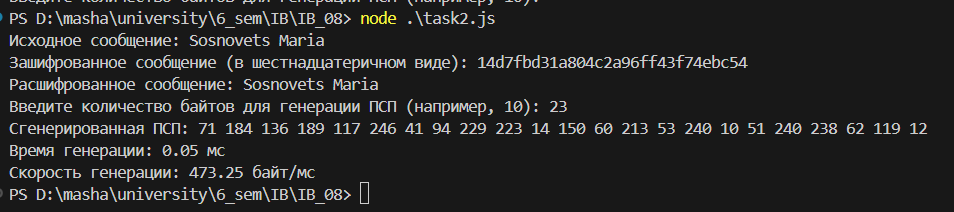 PS D:\masha\university\6_sem\IB\IB_08> node .\task2.js
Исходное сообщение: Sosnovets Maria
Зашифрованное сообщение (в шестнадцатеричном виде): 14d7fbd31a804c2a96ff43f74ebc54
Расшифрованное сообщение: Sosnovets Maria
Введите количество байтов для генерации ПСП (например, 10): 23
Сгенерированная ПСП: 71 184 136 189 117 246 41 94 229 223 14 150 60 213 53 240 10 51 240 238 62 119 12
Время генерации: 0.05 мс
Скорость генерации: 473.25 байт/мс
PS D:\masha\university\6_sem\IB\IB_08>